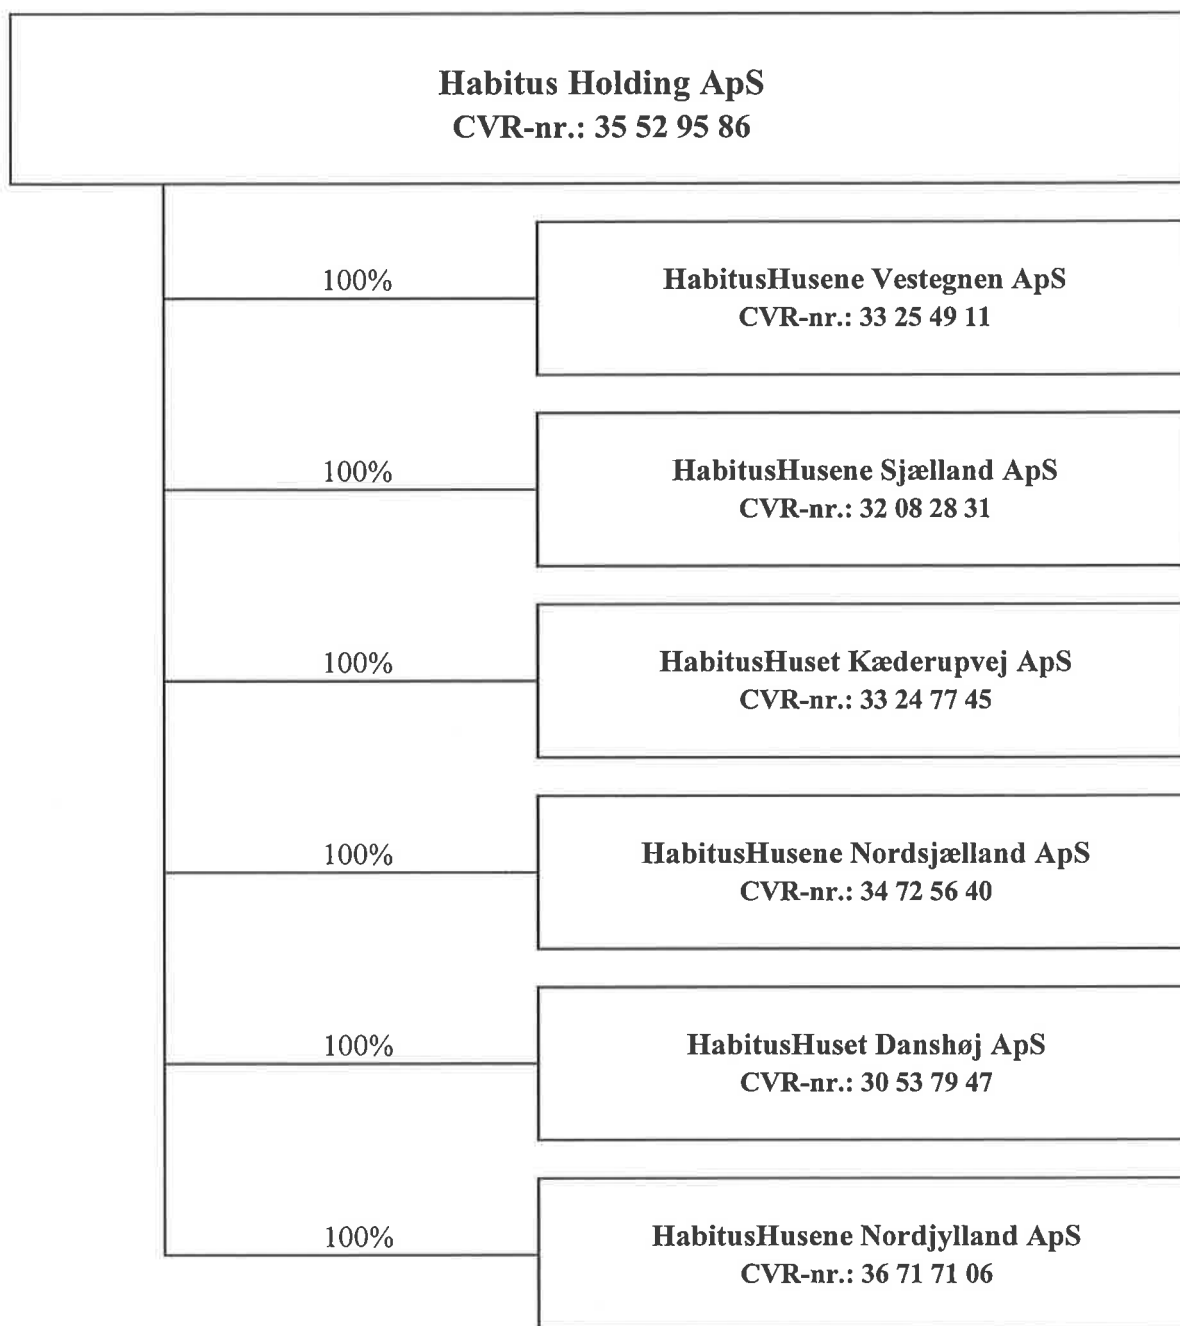 Habitus Holding ApS
CVR-nr.: 35 52 95 86
100%
HabitusHusene Vestegnen ApS
CVR-nr.: 33 25 49 11
100%
HabitusHusene Sjælland ApS
CVR-nr.: 32 08 28 31
100%
HabitusHuset Kæderupvej ApS
CVR-nr.: 33 24 77 45
100%
HabitusHusene Nordsjælland ApS
CVR-nr.: 34 72 56 40
100%
HabitusHuset Danshøj ApS
CVR-nr.: 30 53 79 47
100%
HabitusHusene Nordjylland ApS
CVR-nr.: 36 71 71 06